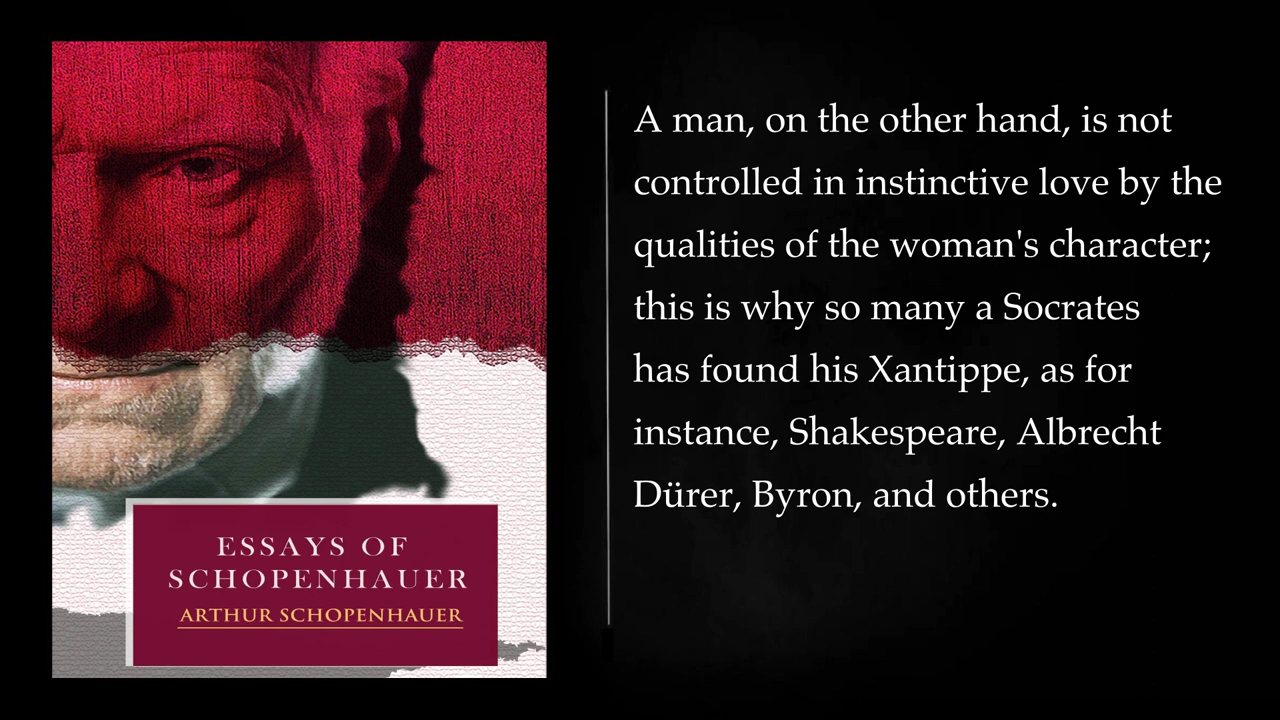 ESSAYS OF
SCHOPENHAUER
ARTHUR SCHOPENHAUER
A man, on the other hand, is not
controlled in instinctive love by the
qualities of the woman's character;
this is why so many a Socrates
has found his Xantippe, as for
instance, Shakespeare, Albrecht
Dürer, Byron, and others.